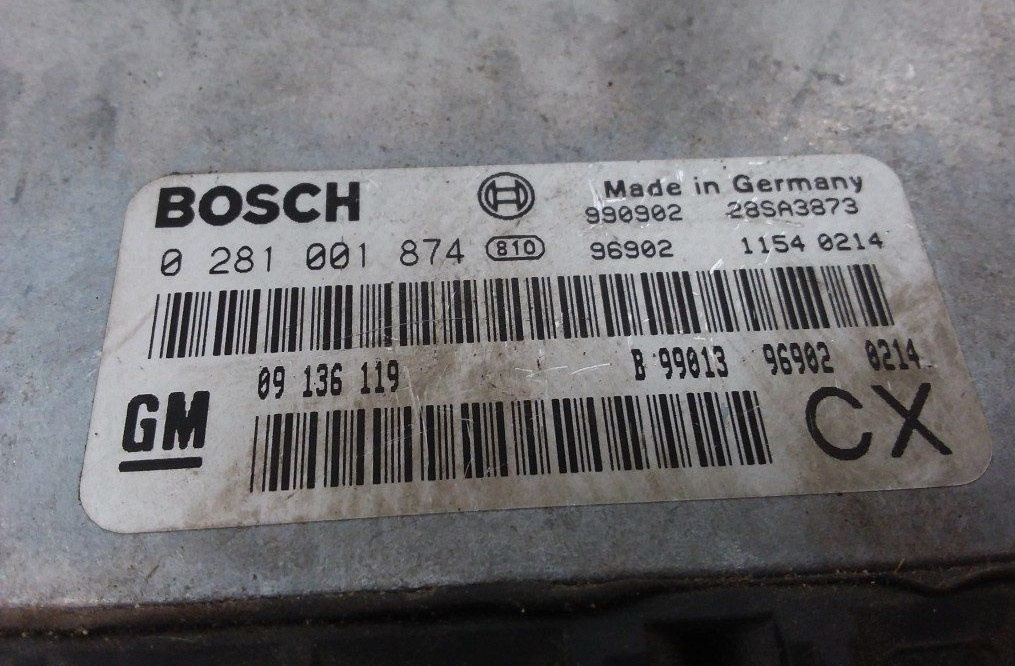 BOSCH Made in Germany
990902 28SA3873
0 281 001 874 810 96902 1154 0214
09 136 119 B 99013 96902 0214
GM CX